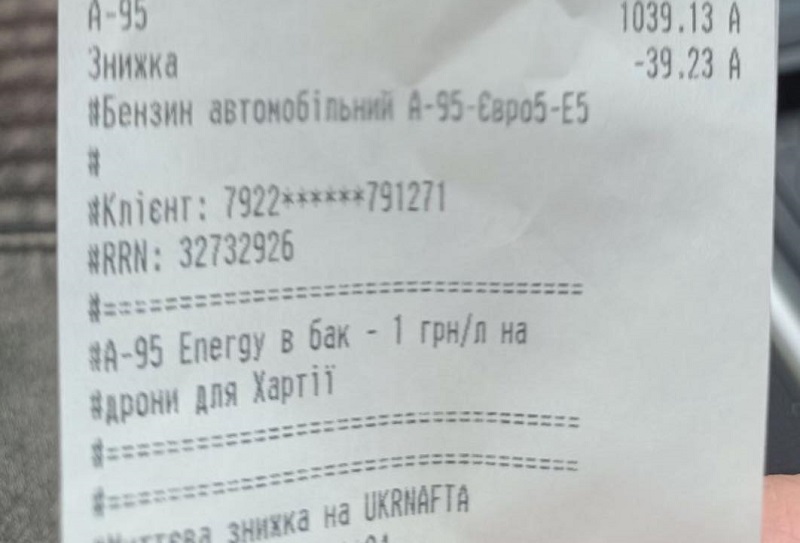 А-95 1039.13 А
Знижка -39.23 А
#Бензин автомобільний А-95-Євро5-Е5
#
#Клієнт: 7922******791271
#RRN: 32732926
#==============================
#А-95 Energy в бак - 1 грн/л на
#дрони для Хартії
#==============================
#==============================
знижка на UKRNAFTA